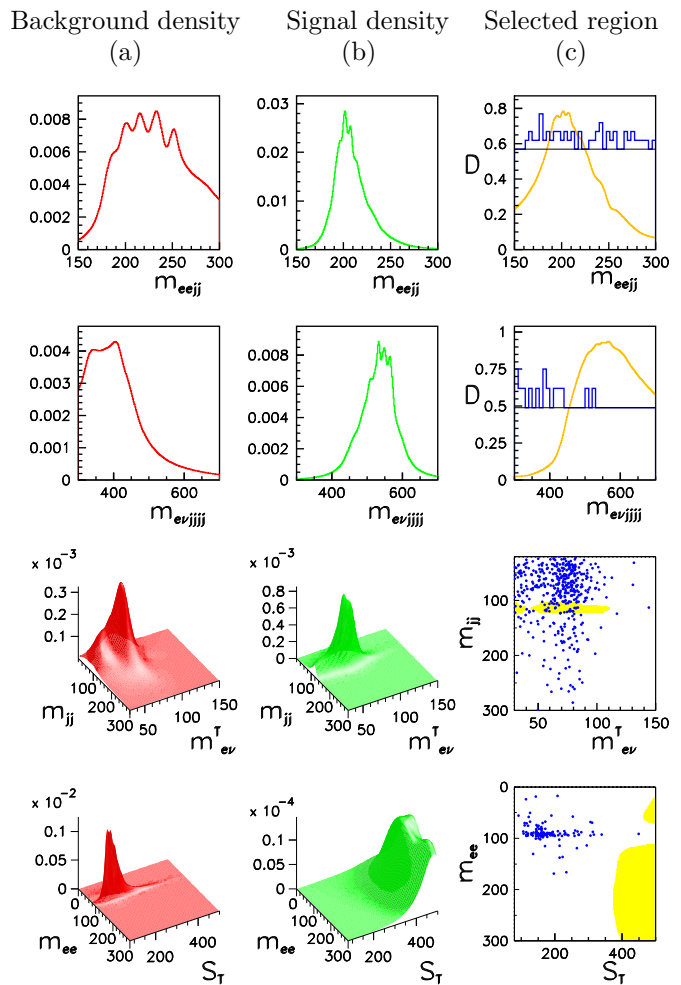 Background density Signal density Selected region
(a) (b) (c)
0.008
0.006
0.004
0.002
0
150 200 250 300
m_eejj
0.03
0.02
0.01
0
150 200 250 300
m_eejj
0.8
0.6
0.4
0.2
0
D
150 200 250 300
m_eejj
0.004
0.003
0.002
0.001
0
400 600
m_eνjjjj
0.008
0.006
0.004
0.002
0
400 600
m_eνjjjj
1
0.75
0.5
0.25
0
D
400 600
m_eνjjjj
x 10^-3
0.3
0.2
0.1
100
200
300
m_jj
50 100 150
m^T_eν
x 10^-3
0.8
0.6
0.4
0.2
0
100
200
300
m_jj
50 100 150
m^T_eν
100
200
300
m_jj
50 100 150
m^T_eν
x 10^-2
0.1
0.05
0
0
100
200
300
m_ee
200 400
S_T
x 10^-4
0.1
0.05
0
0
100
200
300
m_ee
200 400
S_T
0
100
200
300
m_ee
200 400
S_T